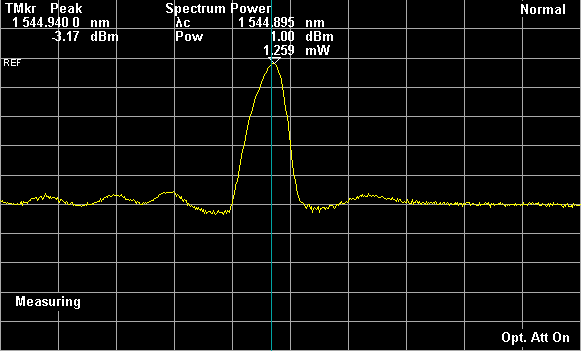 TMkr Peak Spectrum Power Normal
1 544.940 0 nm λc 1 544.895 nm
-3.17 dBm Pow 1.00 dBm
1.259 mW
REF
Measuring
Opt. Att On